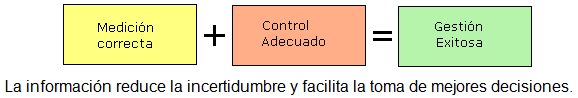 Medición correcta + Control Adecuado = Gestión Exitosa
La información reduce la incertidumbre y facilita la toma de mejores decisiones.